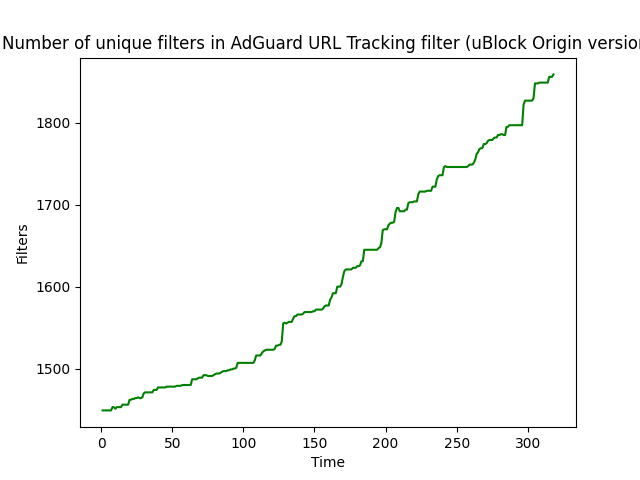 Number of unique filters in AdGuard URL Tracking filter (uBlock Origin version
Filters
1800
1700
1600
1500
0 50 100 150 200 250 300
Time